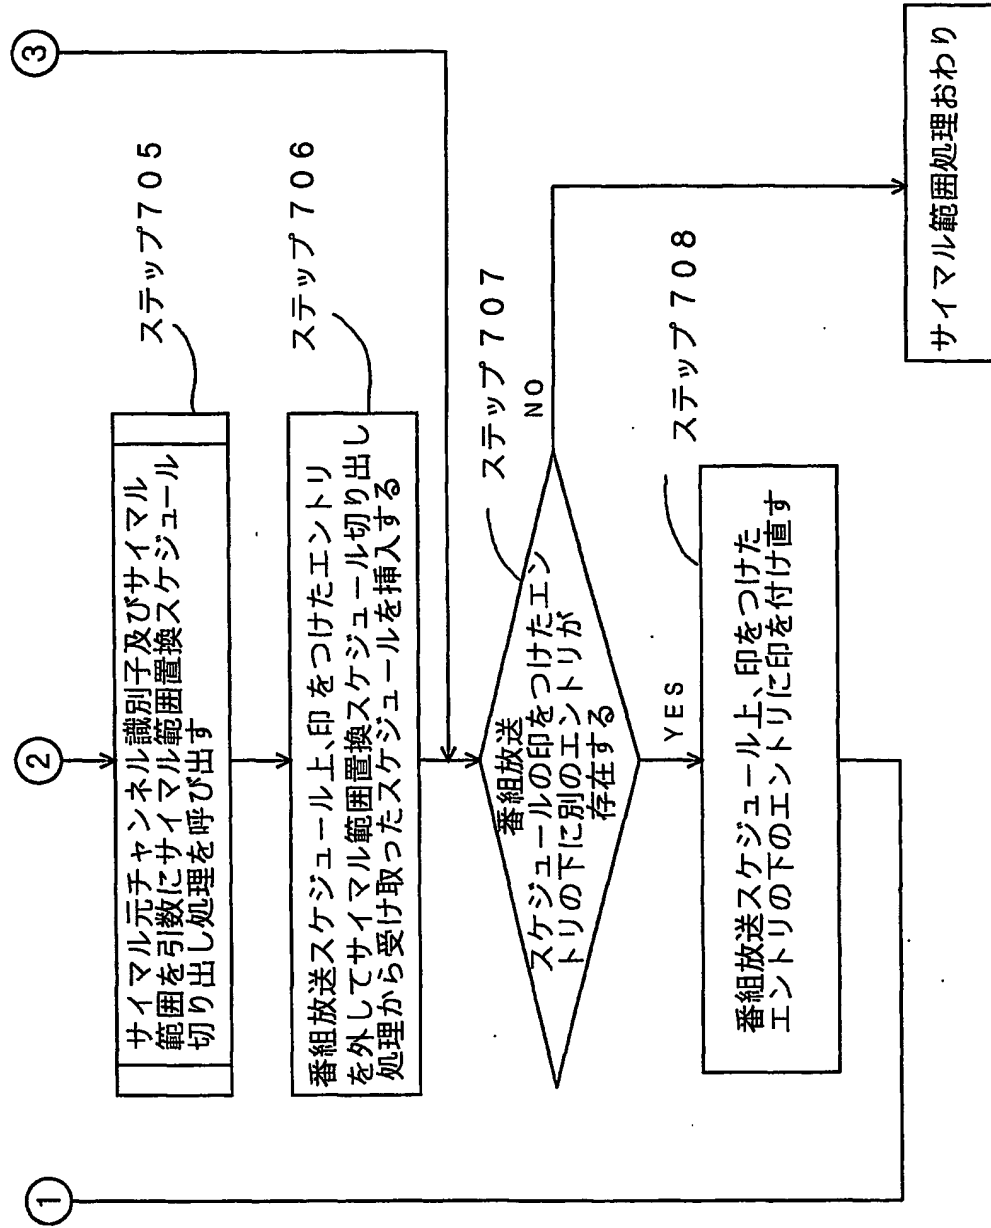 ①
②
③
サイマル元チャンネル識別子及びサイマル
範囲を引数にサイマル範囲置換スケジュール
切り出し処理を呼び出す
ステップ705
番組放送スケジュール上、印をつけたエントリ
を外してサイマル範囲置換スケジュール切り出し
処理から受け取ったスケジュールを挿入する
ステップ706
番組放送
スケジュールの印をつけたエン
トリの下に別のエントリが
存在する
ステップ707
NO
YES
番組放送スケジュール上、印をつけた
エントリの下のエントリに印を付け直す
ステップ708
サイマル範囲処理おわり